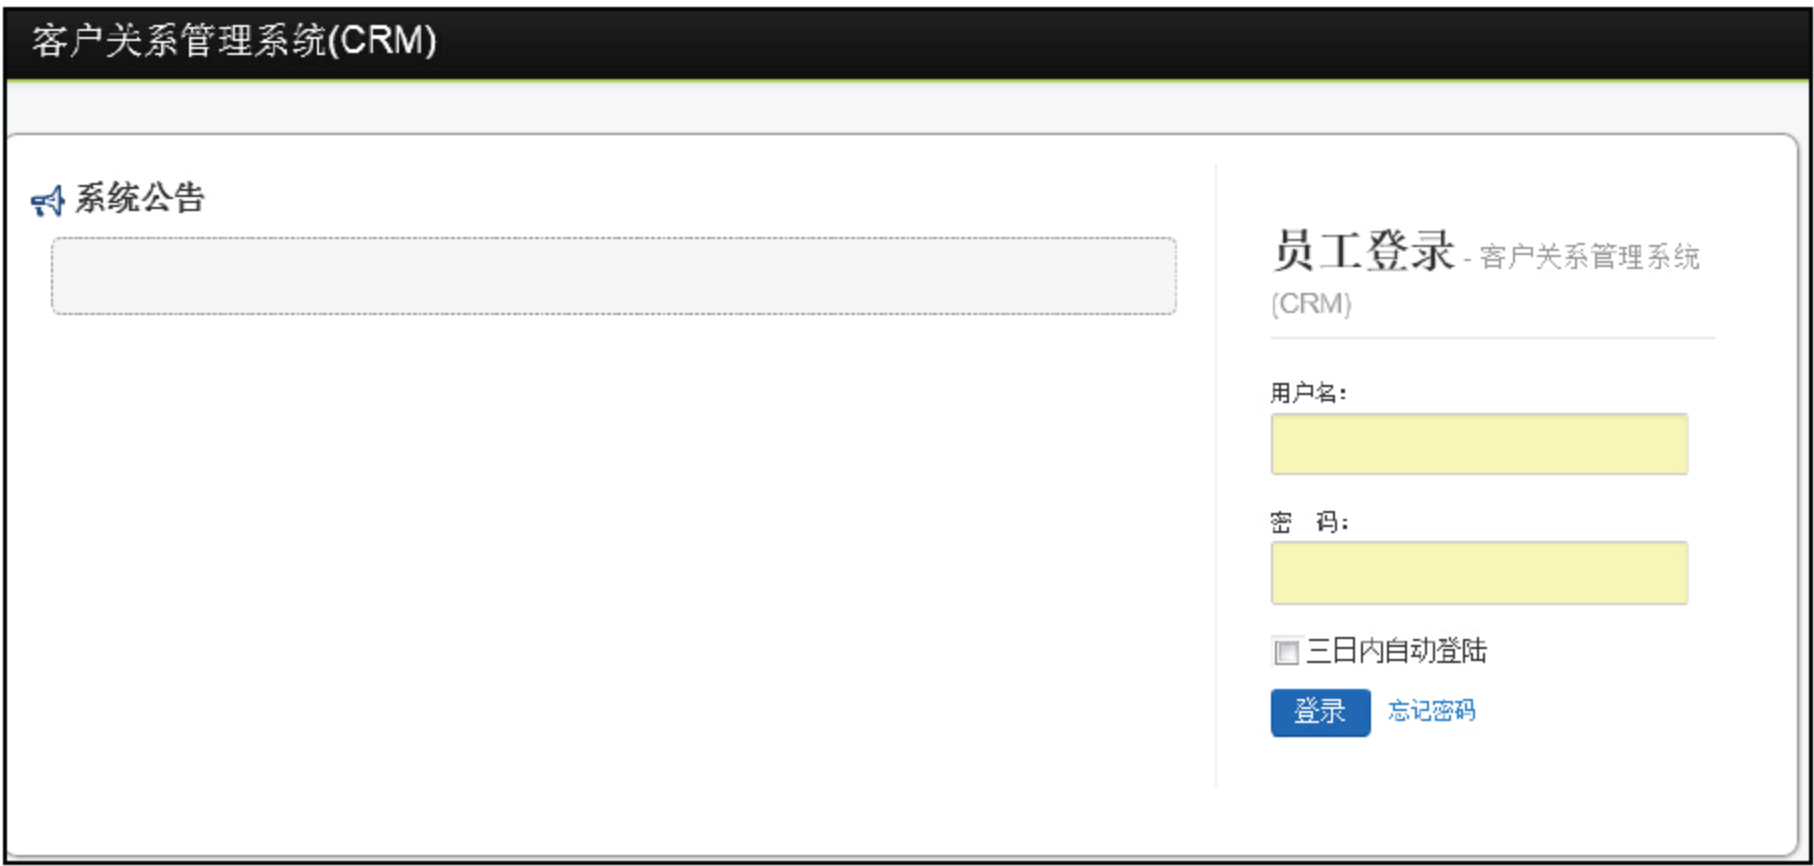 客户关系管理系统(CRM)
系统公告
员工登录 - 客户关系管理系统
(CRM)
用户名：
密 码：
三日内自动登陆
登录 忘记密码